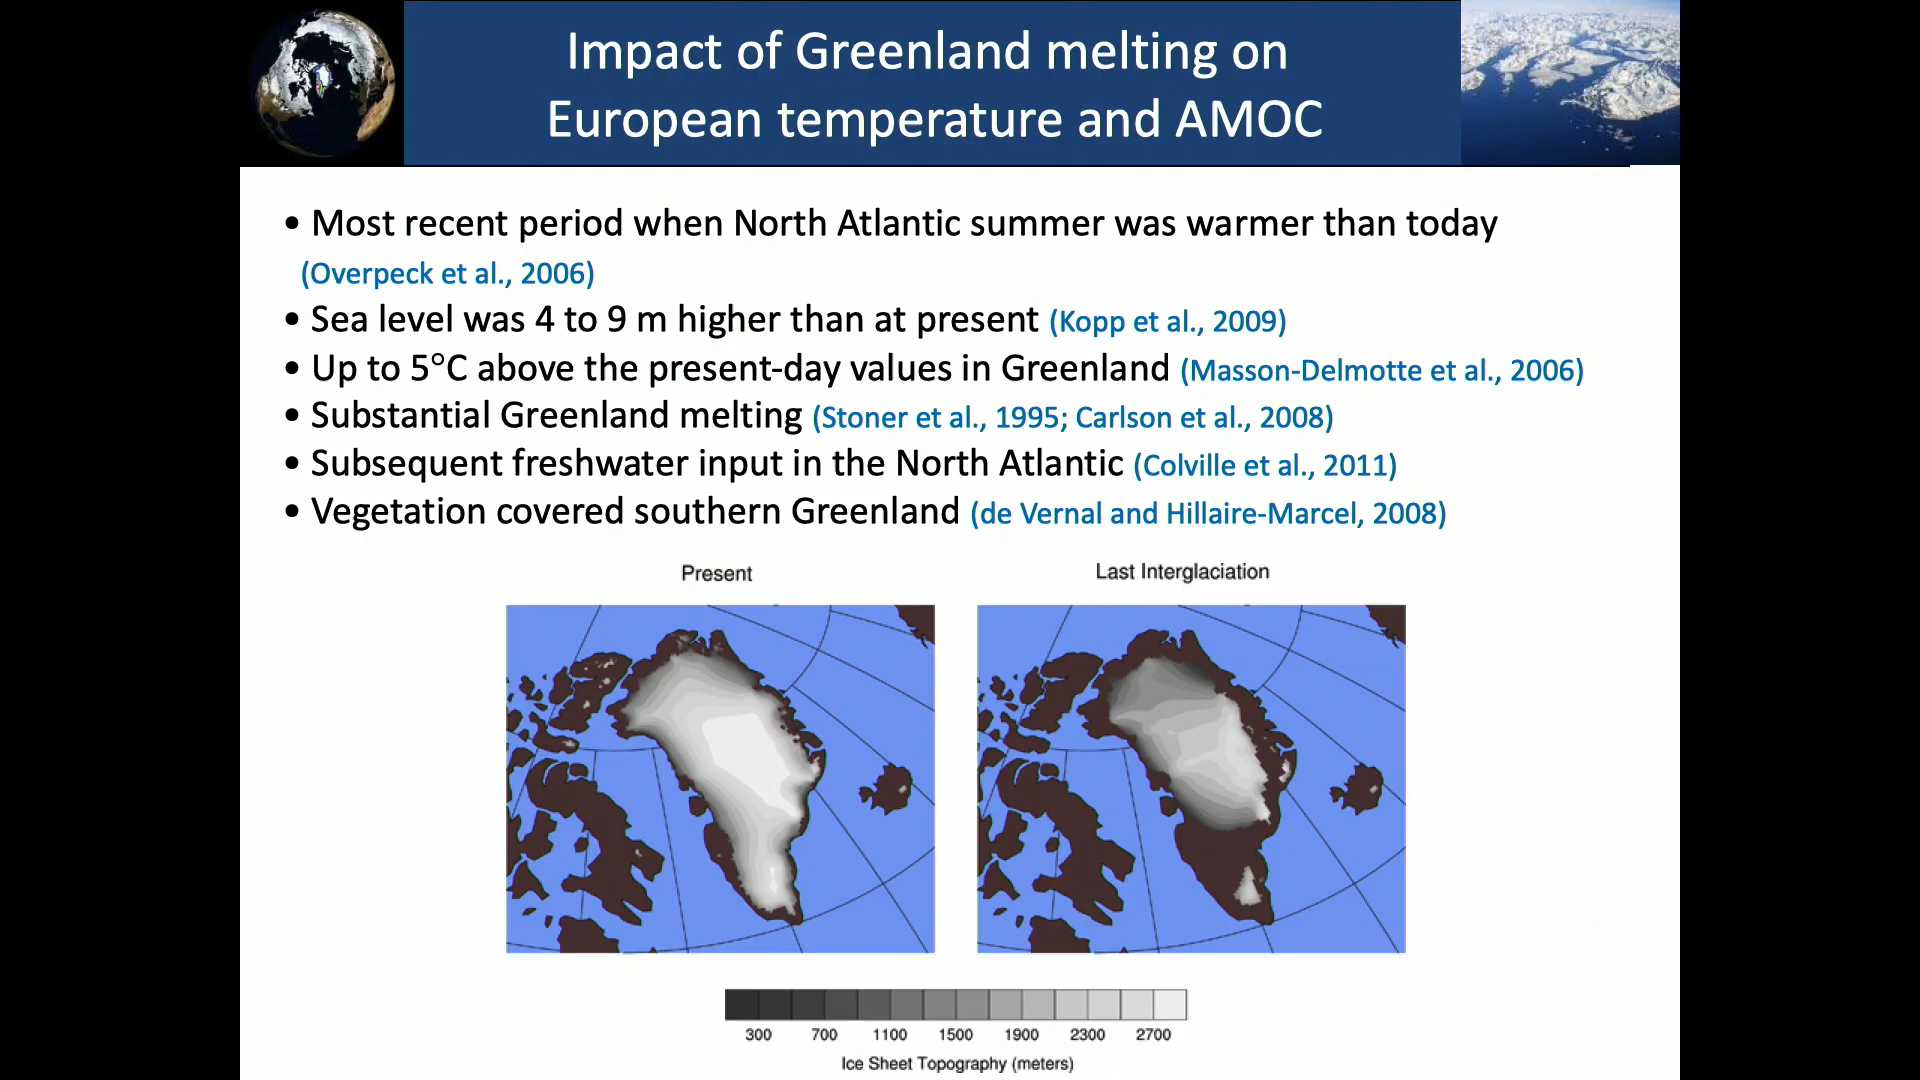 Impact of Greenland melting on
European temperature and AMOC
• Most recent period when North Atlantic summer was warmer than today
(Overpeck et al., 2006)
• Sea level was 4 to 9 m higher than at present (Kopp et al., 2009)
• Up to 5°C above the present-day values in Greenland (Masson-Delmotte et al., 2006)
• Substantial Greenland melting (Stoner et al., 1995; Carlson et al., 2008)
• Subsequent freshwater input in the North Atlantic (Colville et al., 2011)
• Vegetation covered southern Greenland (de Vernal and Hillaire-Marcel, 2008)
Present Last Interglaciation
300 700 1100 1500 1900 2300 2700
Ice Sheet Topography (meters)